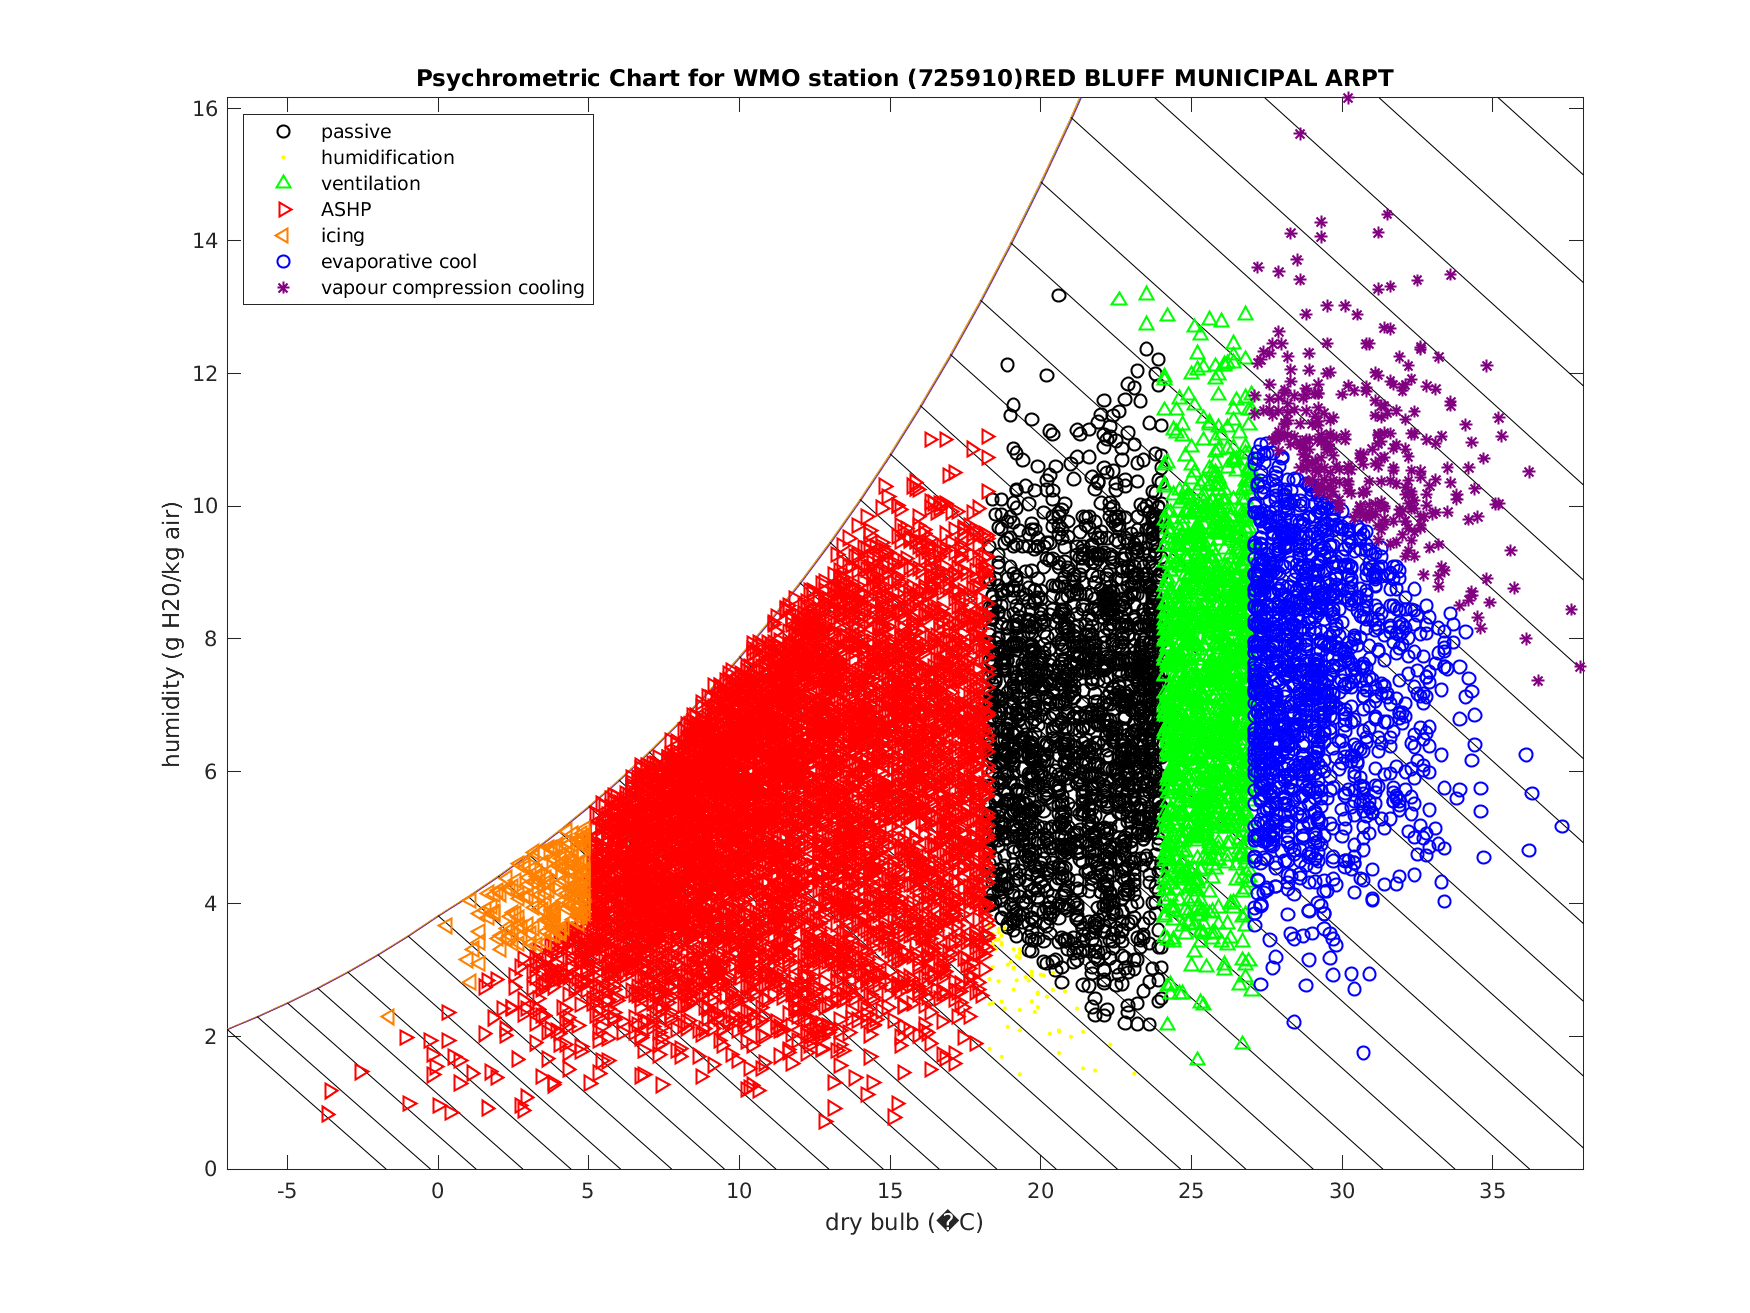 Psychrometric Chart for WMO station (725910)RED BLUFF MUNICIPAL ARPT
passive
humidification
ventilation
ASHP
icing
evaporative cool
vapour compression cooling
humidity (g H20/kg air)
16
14
12
10
8
6
4
2
0
-5 0 5 10 15 20 25 30 35
dry bulb (�C)